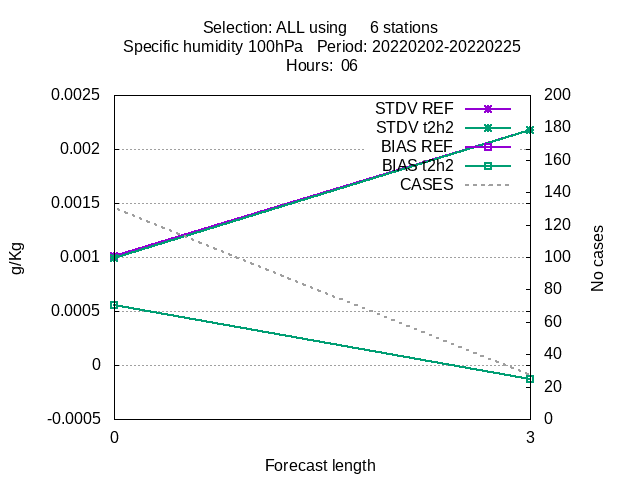 Selection: ALL using 6 stations
Specific humidity 100hPa Period: 20220202-20220225
Hours: 06
STDV REF
STDV t2h2
BIAS REF
BIAS t2h2
CASES
0.0025
0.002
0.0015
0.001
0.0005
0
-0.0005
g/Kg
200
180
160
140
120
100
80
60
40
20
0
No cases
0 3
Forecast length